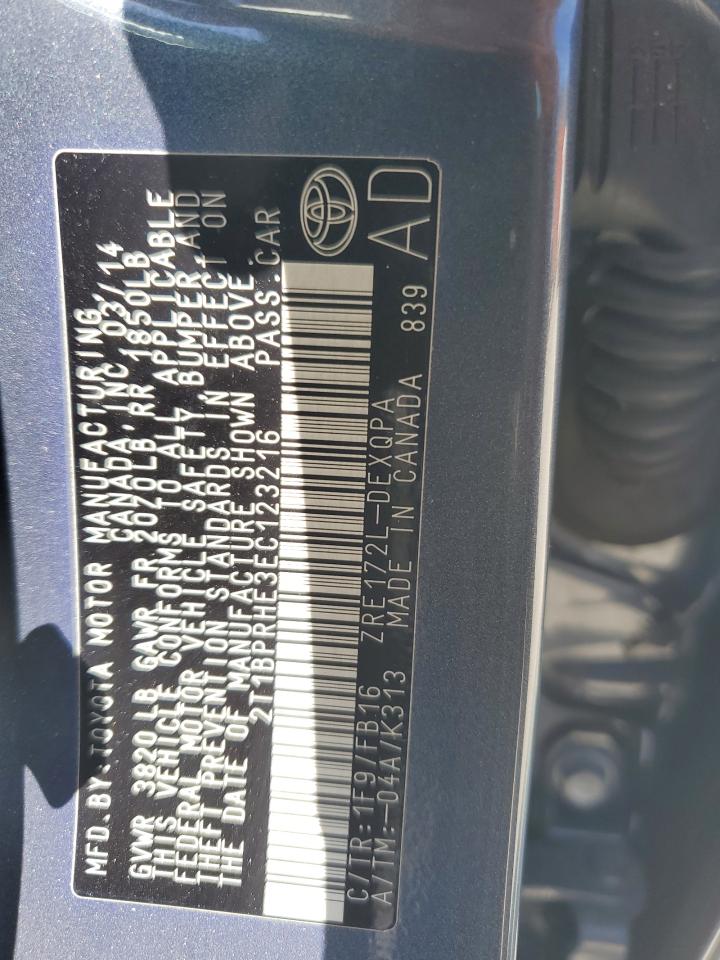 MFD.BY:TOYOTA MOTOR MANUFACTURING
CANADA,INC 03/14
GVWR 3820LB GAWR FR 2020LB,RR 1850LB
THIS VEHICLE CONFORMS TO ALL APPLICABLE
FEDERAL MOTOR VEHICLE SAFETY,BUMPER,AND
THEFT PREVENTION STANDARDS IN EFFECT ON
THE DATE OF MANUFACTURE SHOWN ABOVE
2T1BPRHE3EC123216 PASS.CAR
C/TR:1F9/FB16 ZRE172L-DEXQPA
A/TM:-04A/K313 MADE IN CANADA 839
AD